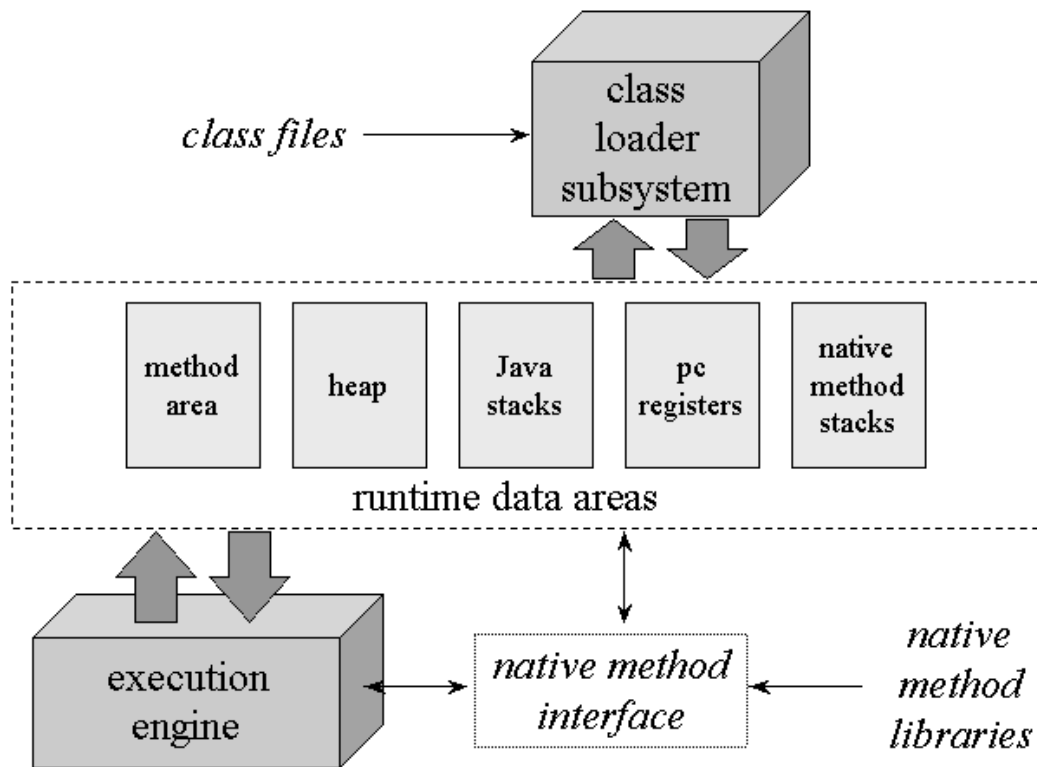 class files
class
loader
subsystem
method
area
heap
Java
stacks
pc
registers
native
method
stacks
runtime data areas
execution
engine
native method
interface
native
method
libraries